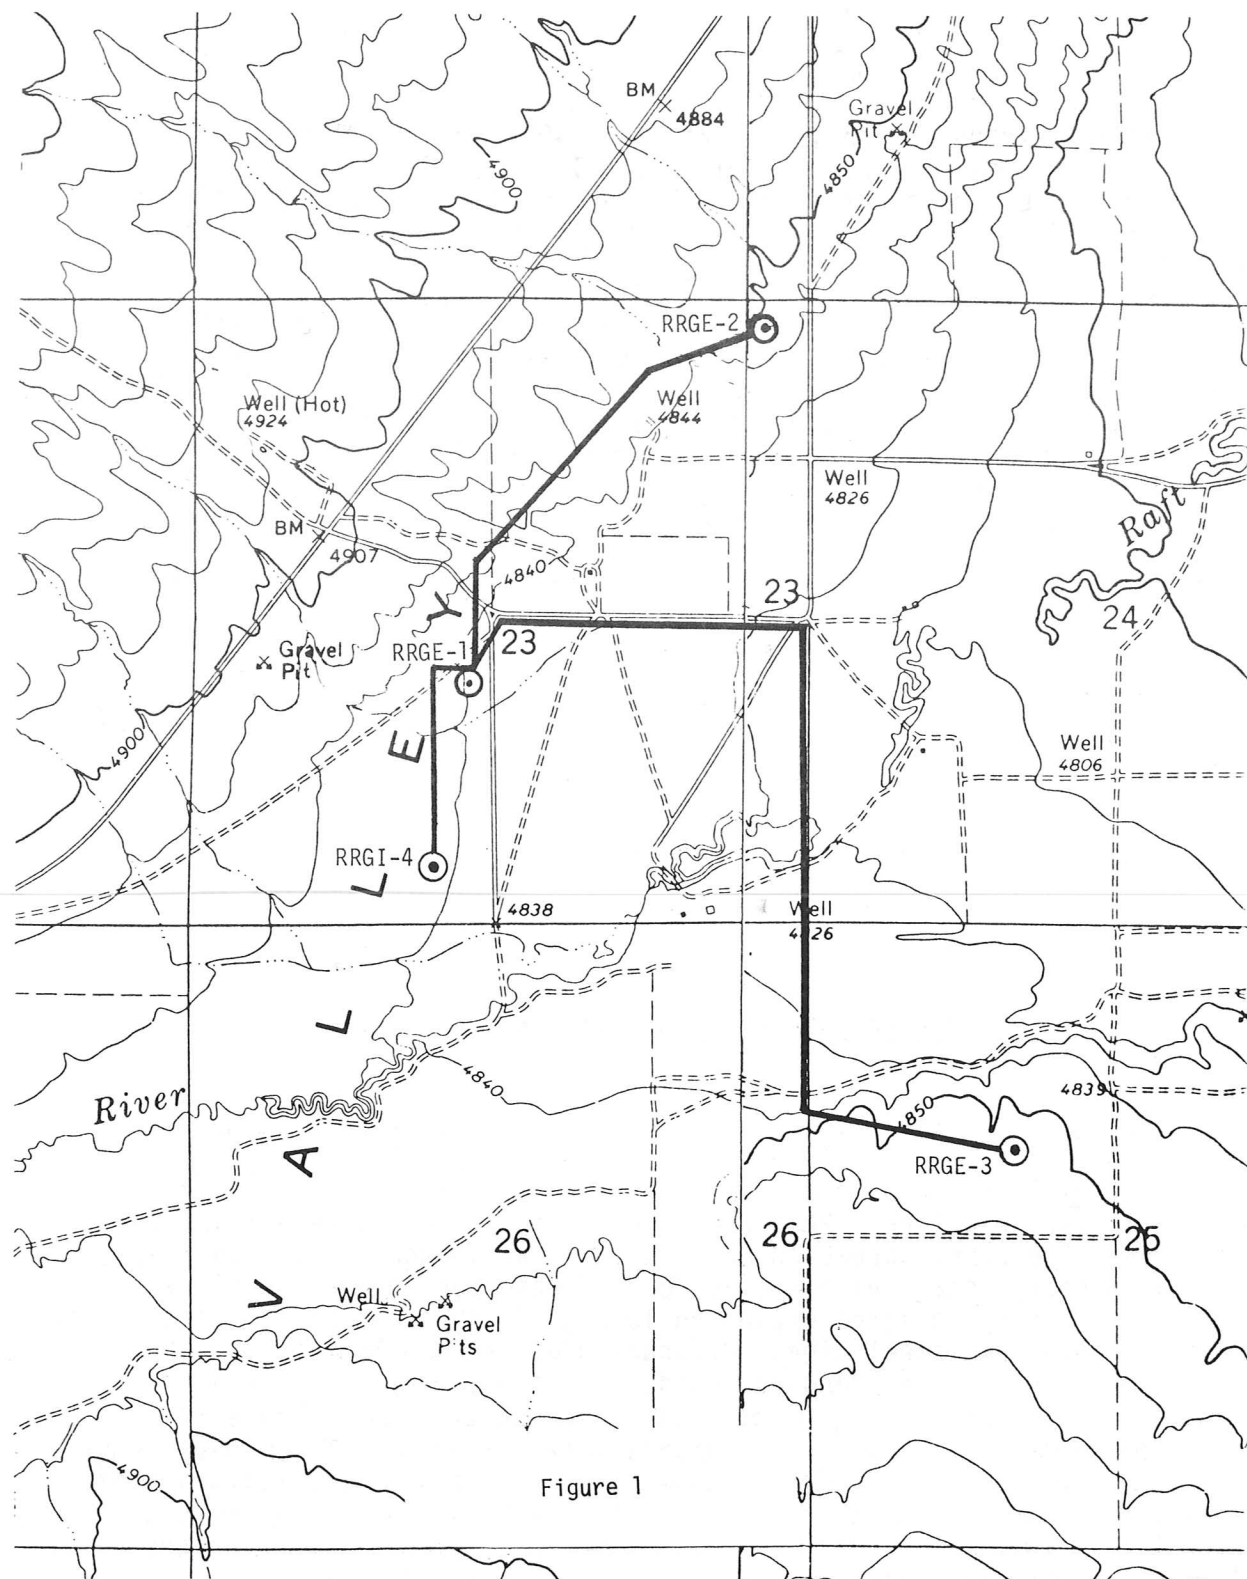 BM
4884
Gravel
Pit
4850
4900
RRGE-2
Well (Hot)
4924
Well
4844
Well
4826
Raft
BM
4907
4840
23
24
Y
23
RRGE-1
Gravel
Pit
4900
E
Well
4806
RRGI-4
L
4838
Well
4826
L
River
4840
4839
4850
A
RRGE-3
26
26
25
V
Well
Gravel
Pits
4900
Figure 1